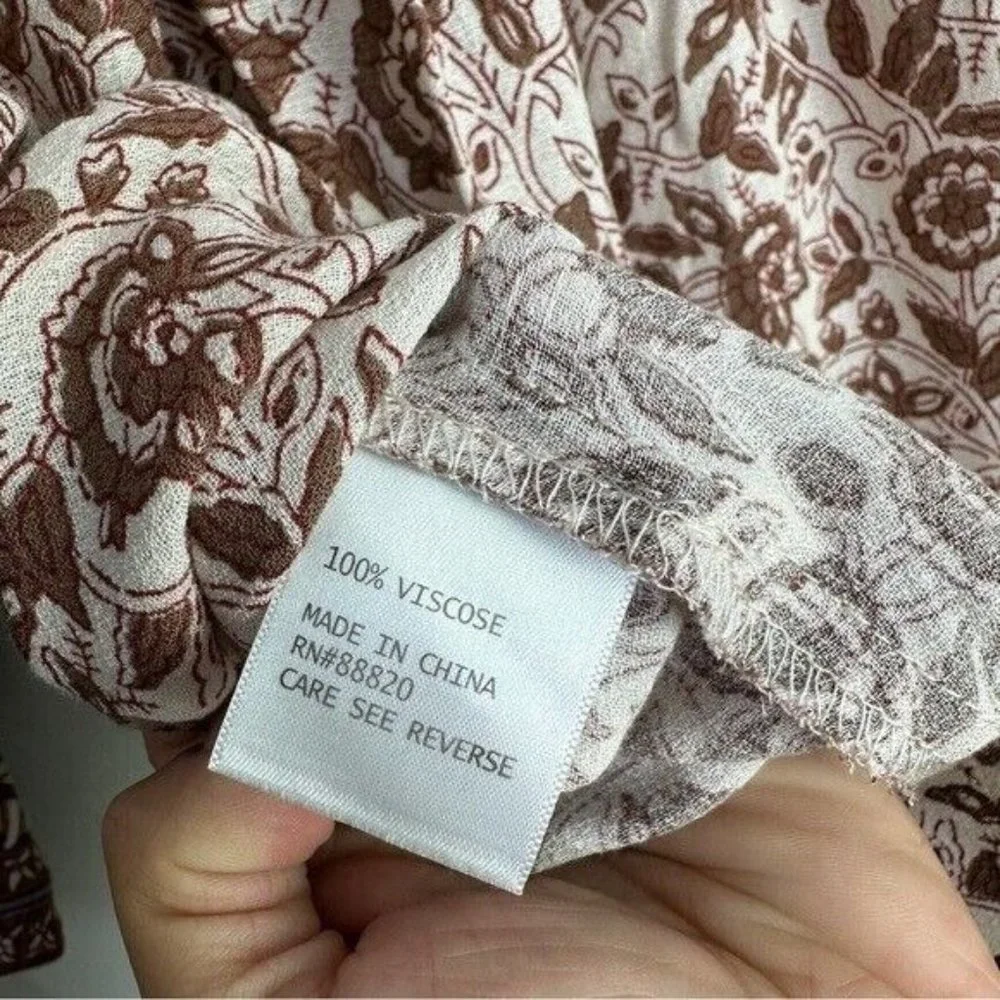 100% VISCOSE
MADE IN CHINA
RN#88820
CARE SEE REVERSE